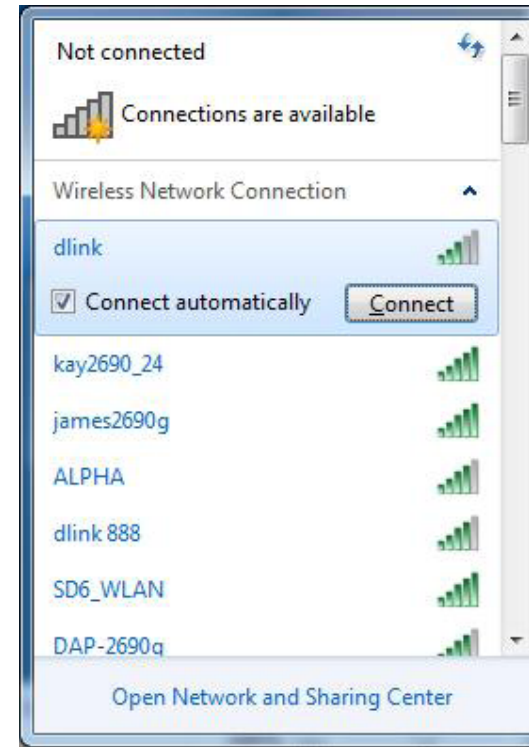 Not connected
Connections are available
Wireless Network Connection
dlink
Connect automatically
Connect
kay2690_24
james2690g
ALPHA
dlink 888
SD6_WLAN
DAP-2690g
Open Network and Sharing Center